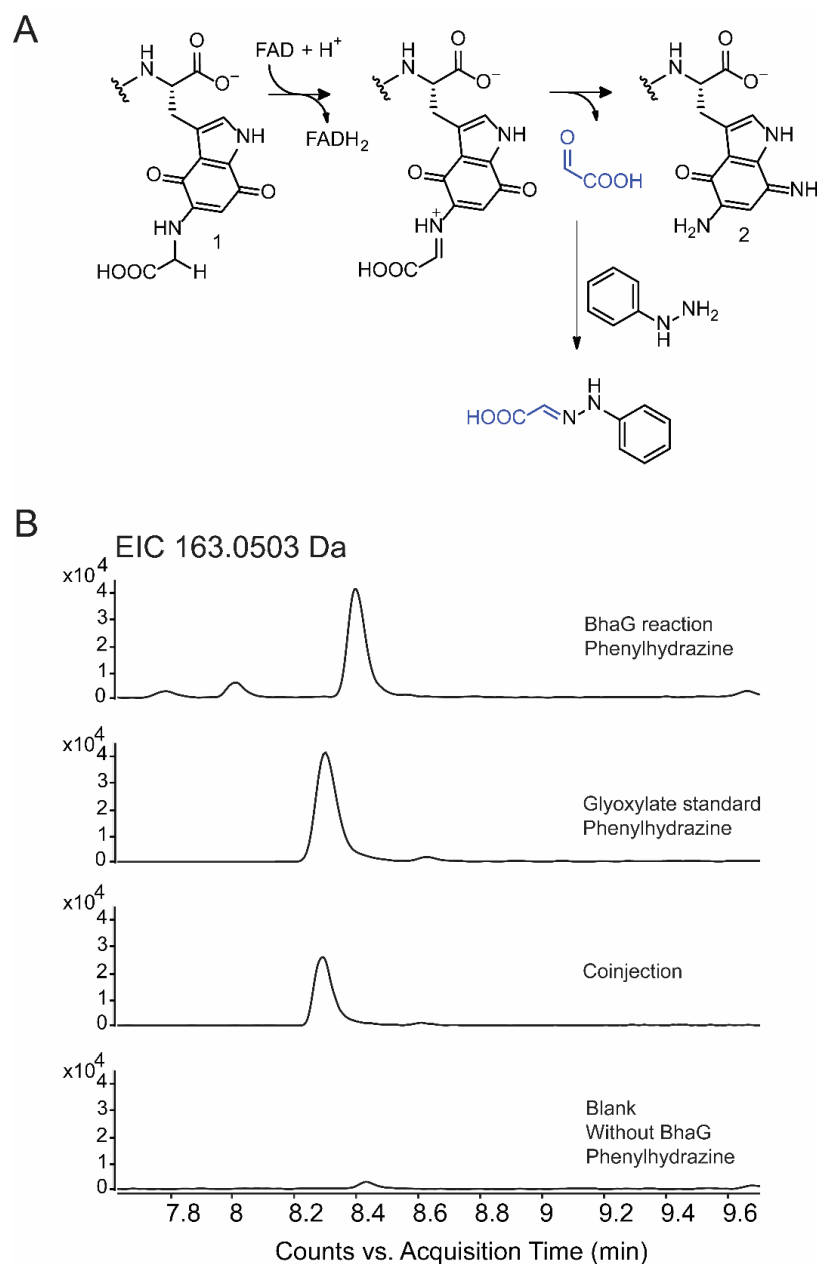 A
FAD + H+
FADH2
H
N
O
O−
NH
O
O
HN
1
HOOC
H
H
N
O
O−
NH
O
O
+
HN
HOOC
O
COOH
H
N
O
O−
NH
O
NH
H2N
2
N
H
NH2
HOOC
N
H
N
B
EIC 163.0503 Da
x10 4
4
3
2
1
0
BhaG reaction
Phenylhydrazine
x10 4
4
3
2
1
0
Glyoxylate standard
Phenylhydrazine
x10 4
4
3
2
1
0
Coinjection
x10 4
4
3
2
1
0
Blank
Without BhaG
Phenylhydrazine
7.8 8 8.2 8.4 8.6 8.8 9 9.2 9.4 9.6
Counts vs. Acquisition Time (min)